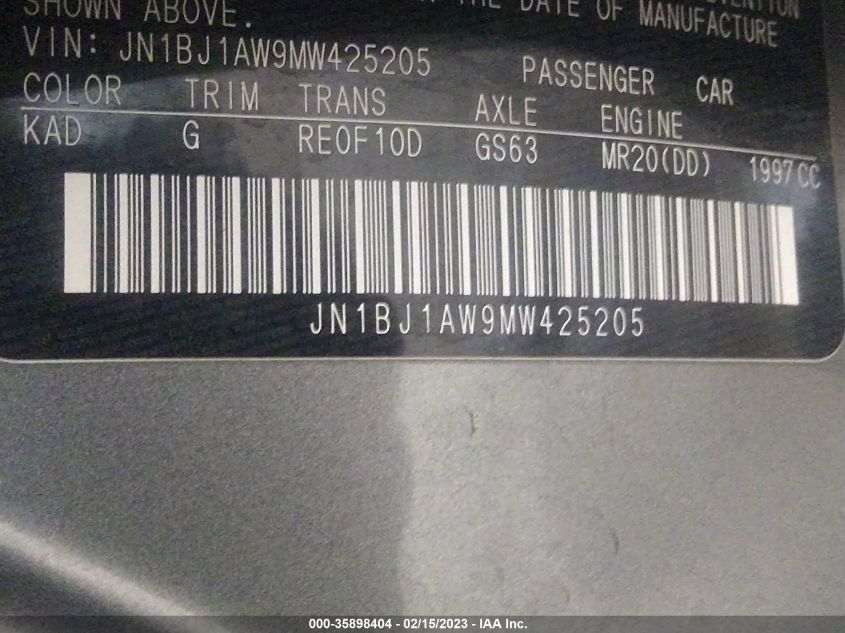 SHOWN ABOVE.
THE DATE OF MANUFACTURE
VIN: JN1BJ1AW9MW425205
PASSENGER CAR
COLOR TRIM TRANS AXLE ENGINE
KAD G RE0F10D GS63 MR20(DD) 1997CC
JN1BJ1AW9MW425205
000-35898404 - 02/15/2023 - IAA Inc.